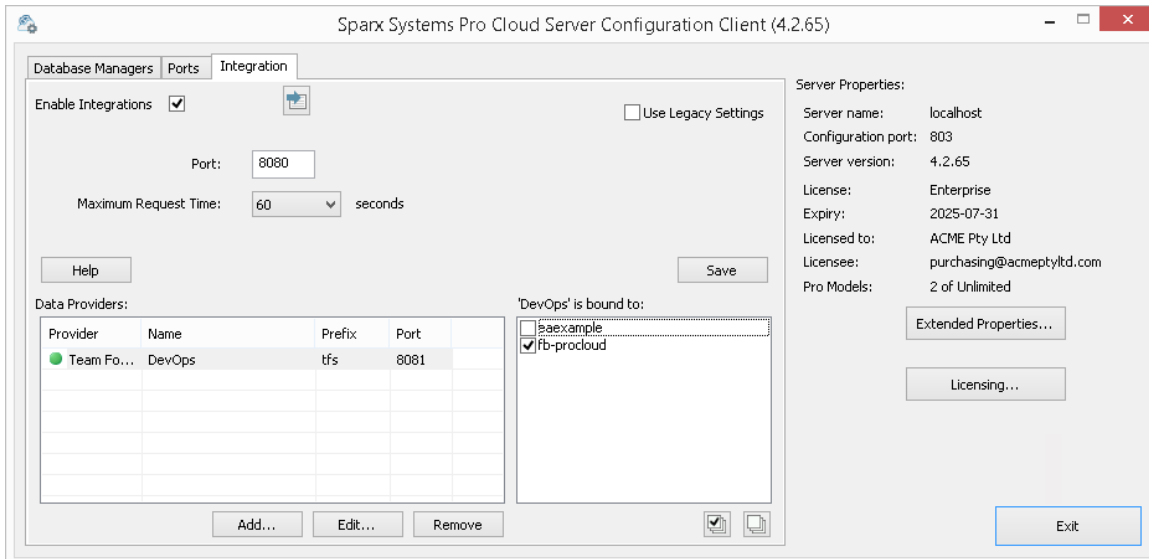 Sparx Systems Pro Cloud Server Configuration Client (4.2.65)
Database Managers Ports Integration
Enable Integrations
Use Legacy Settings
Port: 8080
Maximum Request Time: 60 seconds
Help Save
Data Providers:
Provider Name Prefix Port
Team Fo... DevOps tfs 8081
Add... Edit... Remove
'DevOps' is bound to:
eaexample
fb-procloud
Server Properties:
Server name: localhost
Configuration port: 803
Server version: 4.2.65
License: Enterprise
Expiry: 2025-07-31
Licensed to: ACME Pty Ltd
Licensee: purchasing@acmeptyltd.com
Pro Models: 2 of Unlimited
Extended Properties...
Licensing...
Exit